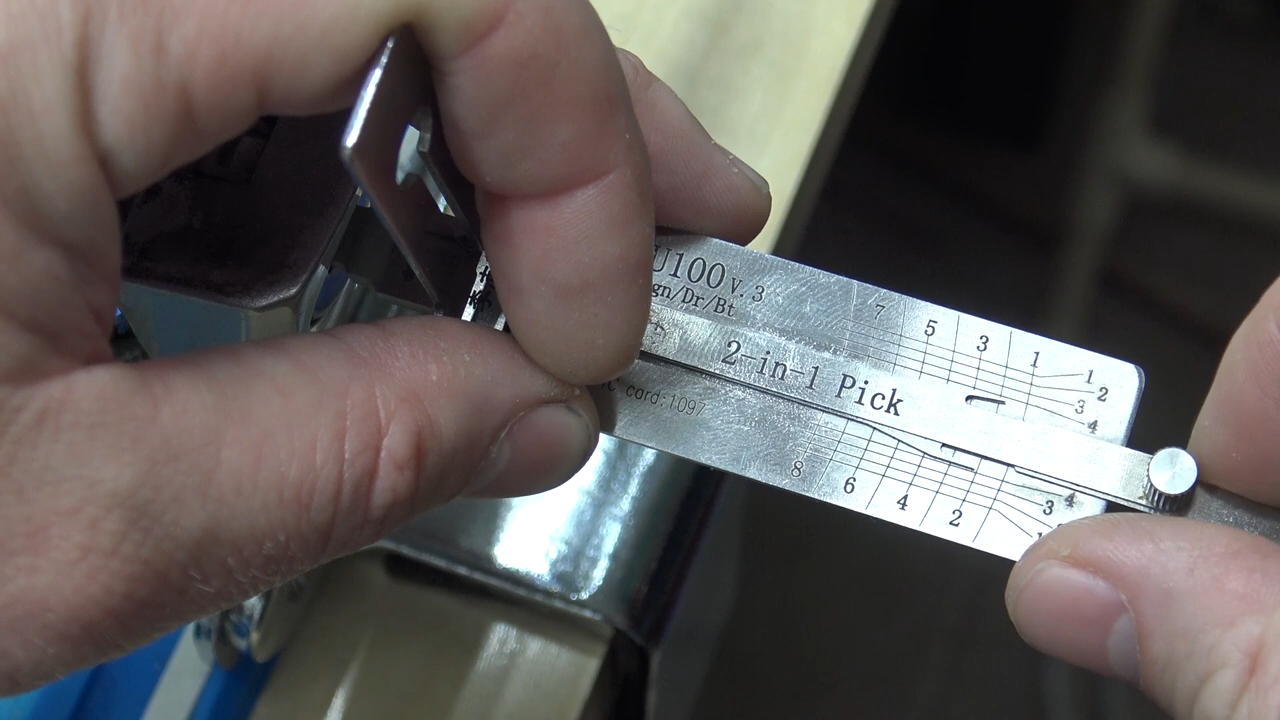 U100 V.3
gn/Dr/Bt
7 5 3 1
1
2
3
4
2-in-1 Pick
C card:1097
8 6 4 2
4
3